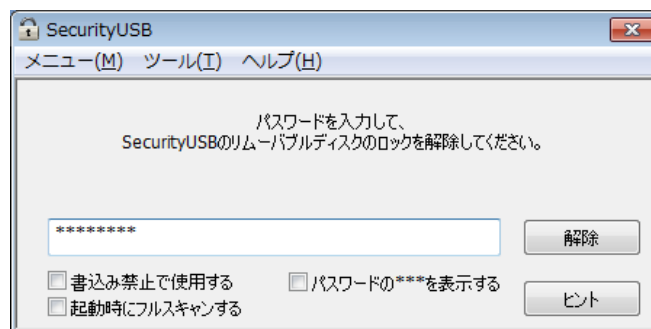 SecurityUSB
メニュー(M) ツール(T) ヘルプ(H)
パスワードを入力して、
SecurityUSBのリムーバブルディスクのロックを解除してください。
********
解除
書込み禁止で使用する
パスワードの***を表示する
起動時にフルスキャンする
ヒント